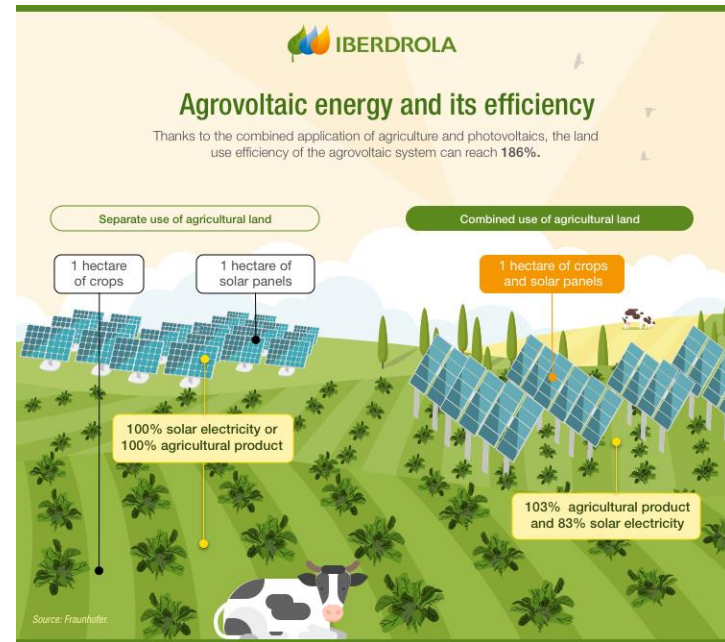 IBERDROLA
Agrovoltaic energy and its efficiency
Thanks to the combined application of agriculture and photovoltaics, the land
use efficiency of the agrovoltaic system can reach 186%.
Separate use of agricultural land
Combined use of agricultural land
1 hectare
of crops
1 hectare of
solar panels
1 hectare of crops
and solar panels
100% solar electricity or
100% agricultural product
103% agricultural product
and 83% solar electricity
Source: Fraunhofer.